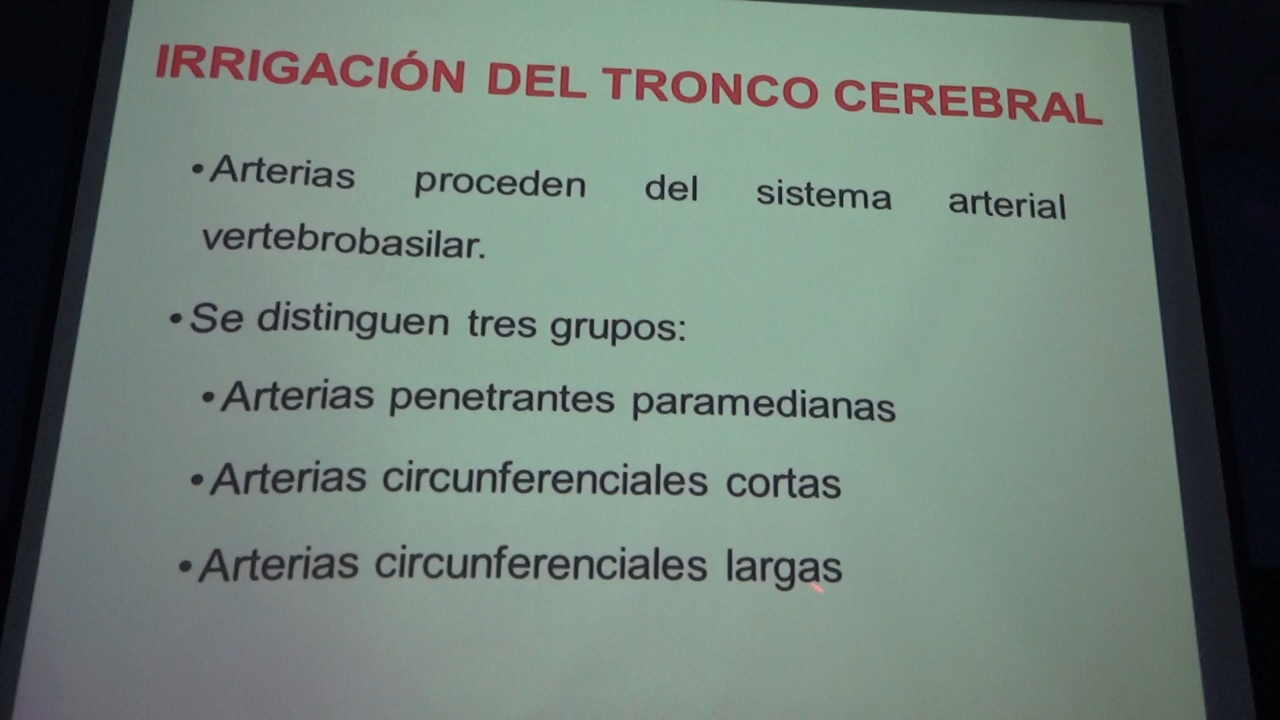 IRRIGACIÓN DEL TRONCO CEREBRAL
•Arterias proceden del sistema arterial
vertebrobasilar.
•Se distinguen tres grupos:
•Arterias penetrantes paramedianas
•Arterias circunferenciales cortas
•Arterias circunferenciales largas